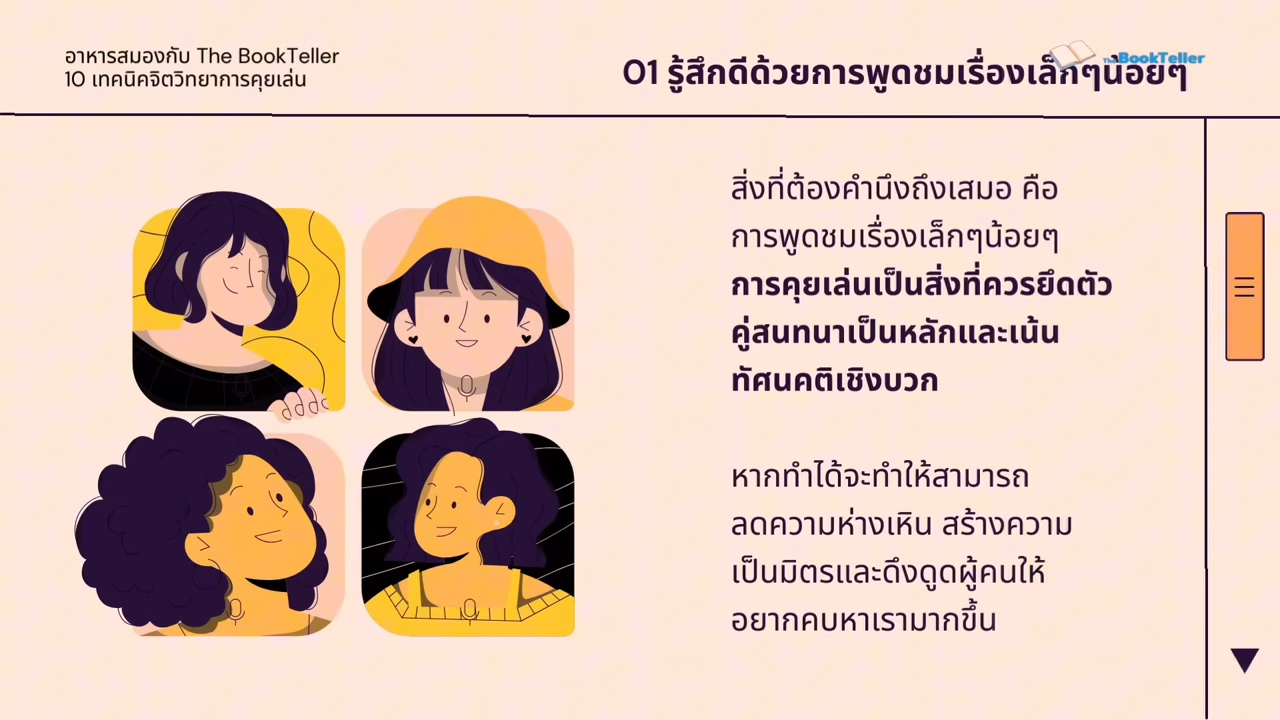 อาหารสมองกับ The BookTeller
10 เทคนิคจิตวิทยาการคุยเล่น
01 รู้สึกดีด้วยการพูดชมเรื่องเล็กๆน้อยๆ
The BookTeller
สิ่งที่ต้องคำนึงถึงเสมอ คือ
การพูดชมเรื่องเล็กๆน้อยๆ
การคุยเล่นเป็นสิ่งที่ควรยึดตัว
คู่สนทนาเป็นหลักและเน้น
ทัศนคติเชิงบวก
หากทำได้จะทำให้สามารถ
ลดความห่างเหิน สร้างความ
เป็นมิตรและดึงดูดผู้คนให้
อยากคบหาเรามากขึ้น